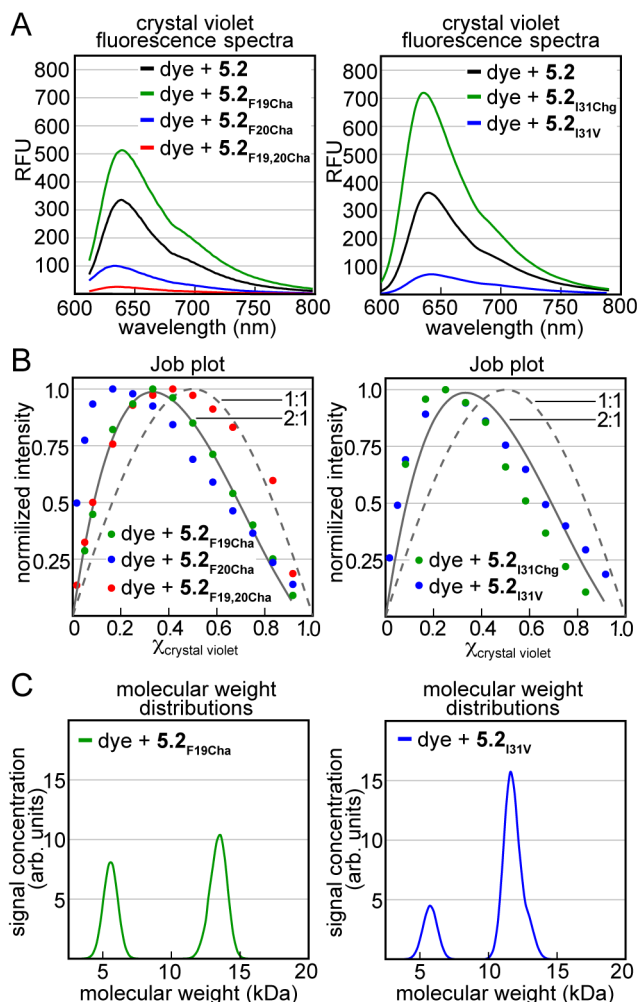 A
crystal violet
fluorescence spectra
RFU
800
700
600
500
400
300
200
100
dye + 5.2
dye + 5.2F19Cha
dye + 5.2F20Cha
dye + 5.2F19,20Cha
600 650 700 750 800
wavelength (nm)
crystal violet
fluorescence spectra
RFU
800
700
600
500
400
300
200
100
dye + 5.2
dye + 5.2I31Chg
dye + 5.2I31V
600 650 700 750 800
wavelength (nm)
B
Job plot
normilized intensity
1.0
0.75
0.5
0.25
1:1
2:1
dye + 5.2F19Cha
dye + 5.2F20Cha
dye + 5.2F19,20Cha
0 0.2 0.4 0.6 0.8 1.0
χcrystal violet
Job plot
normilized intensity
1.0
0.75
0.5
0.25
1:1
2:1
dye + 5.2I31Chg
dye + 5.2I31V
0 0.2 0.4 0.6 0.8 1.0
χcrystal violet
C
molecular weight
distributions
signal concentration
(arb. units)
dye + 5.2F19Cha
15
10
5
5 10 15 20
molecular weight (kDa)
molecular weight
distributions
signal concentration
(arb. units)
dye + 5.2I31V
15
10
5
5 10 15 20
molecular weight (kDa)